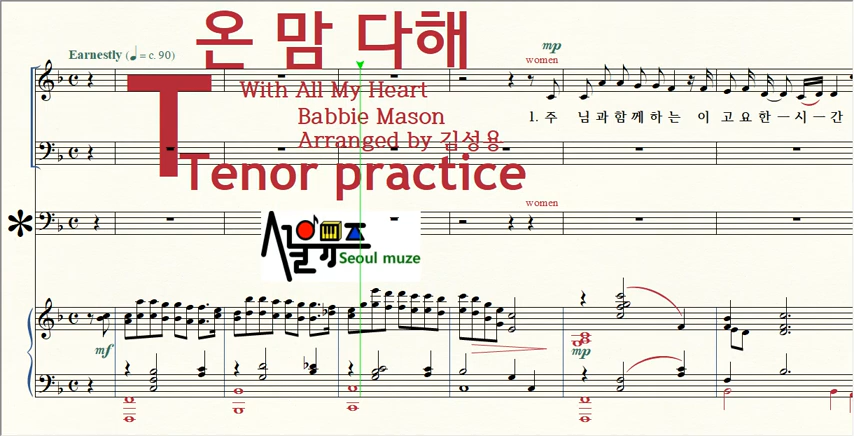 온 맘 다해
Earnestly (♩ = c. 90)
mp
women
With All My Heart
Babbie Mason
Arranged by 김성용
1. 주 님 과 함 께 하 는 이 고 요 한 — 시 — 간
T
Tenor practice
women
서울뮤즈
Seoul muze
mf
mp